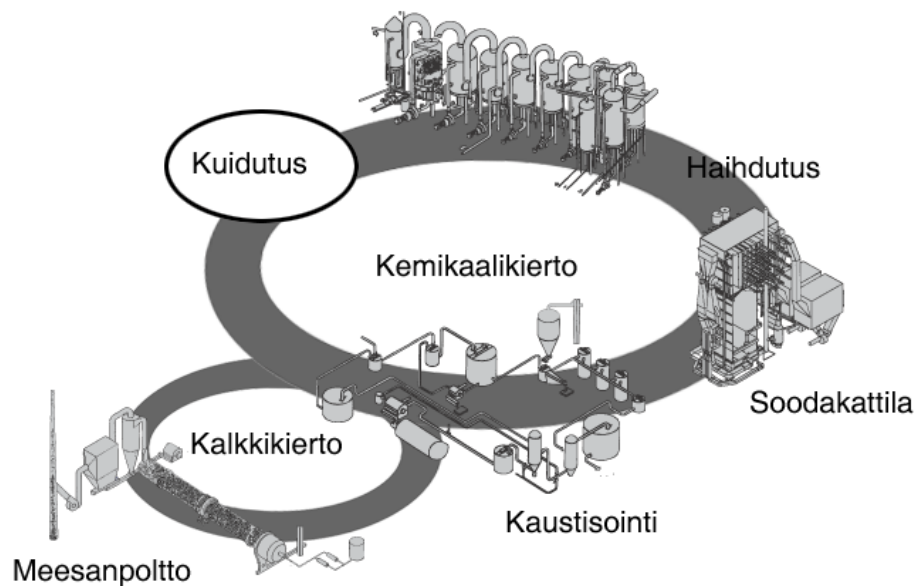 Kuidutus
Haihdutus
Kemikaalikierto
Soodakattila
Kalkkikierto
Kaustisointi
Meesanpoltto